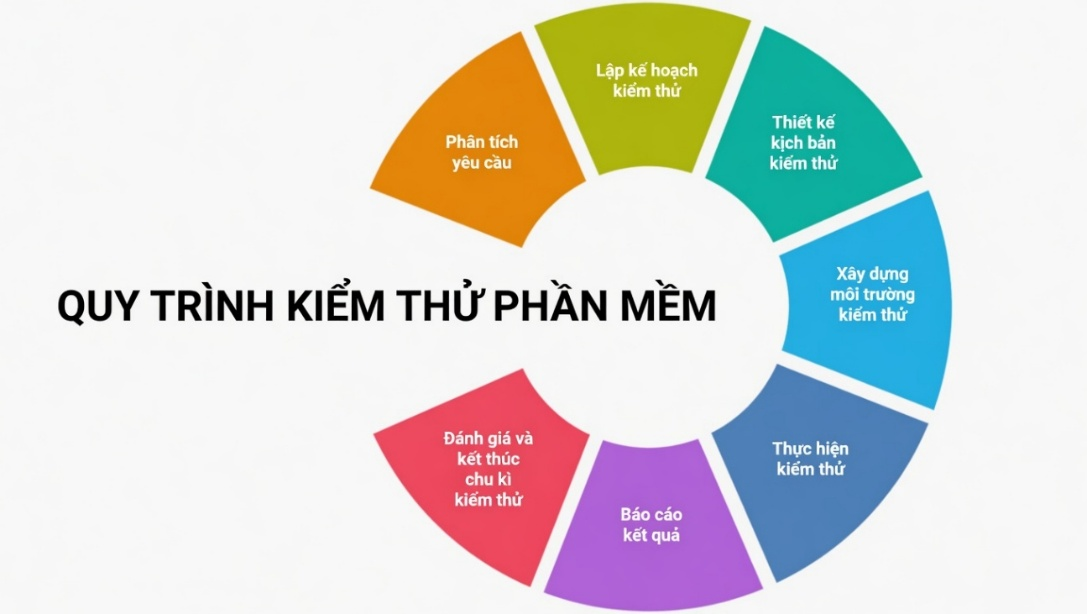 QUY TRÌNH KIỂM THỬ PHẦN MỀM
Phân tích
yêu cầu
Lập kế hoạch
kiểm thử
Thiết kế
kịch bản
kiểm thử
Xây dựng
môi trường
kiểm thử
Thực hiện
kiểm thử
Báo cáo
kết quả
Đánh giá và
kết thúc
chu kì
kiểm thử